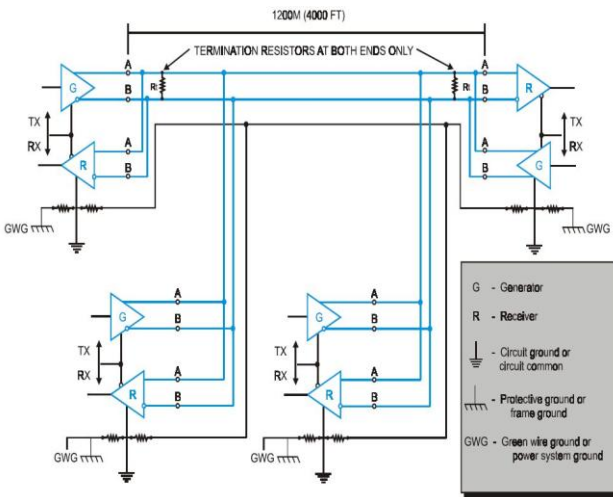 1200M (4000 FT)
TERMINATION RESISTORS AT BOTH ENDS ONLY
A
A
G
Rt
Rt
R
B
B
TX
TX
RX
RX
A
A
R
G
B
B
GWG
GWG
A
A
G
G
B
B
TX
TX
RX
RX
A
A
R
R
B
B
GWG
GWG
G - Generator
R - Receiver
- Circuit ground or
circuit common
- Protective ground or
frame ground
GWG - Green wire ground or
power system ground